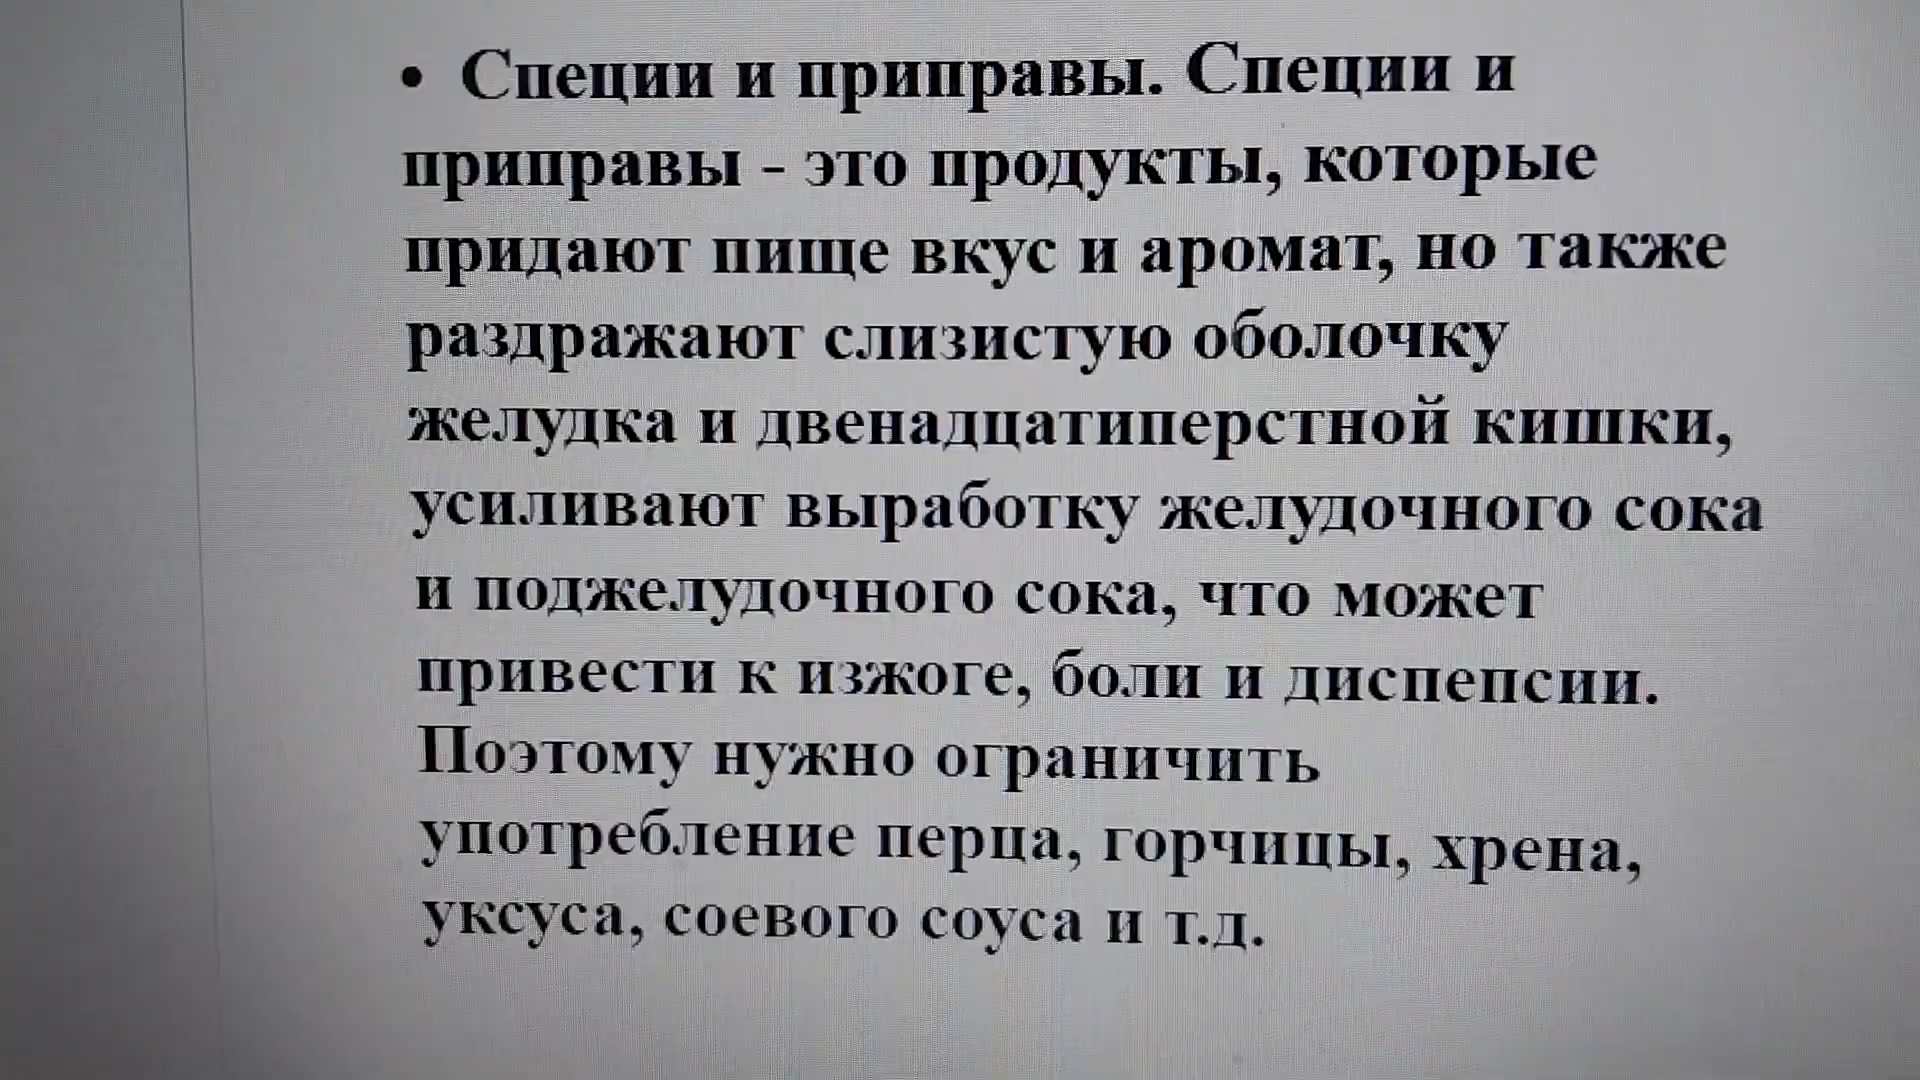 • Специи и приправы. Специи и
приправы - это продукты, которые
придают пище вкус и аромат, но также
раздражают слизистую оболочку
желудка и двенадцатиперстной кишки,
усиливают выработку желудочного сока
и поджелудочного сока, что может
привести к изжоге, боли и диспепсии.
Поэтому нужно ограничить
употребление перца, горчицы, хрена,
уксуса, соевого соуса и т.д.